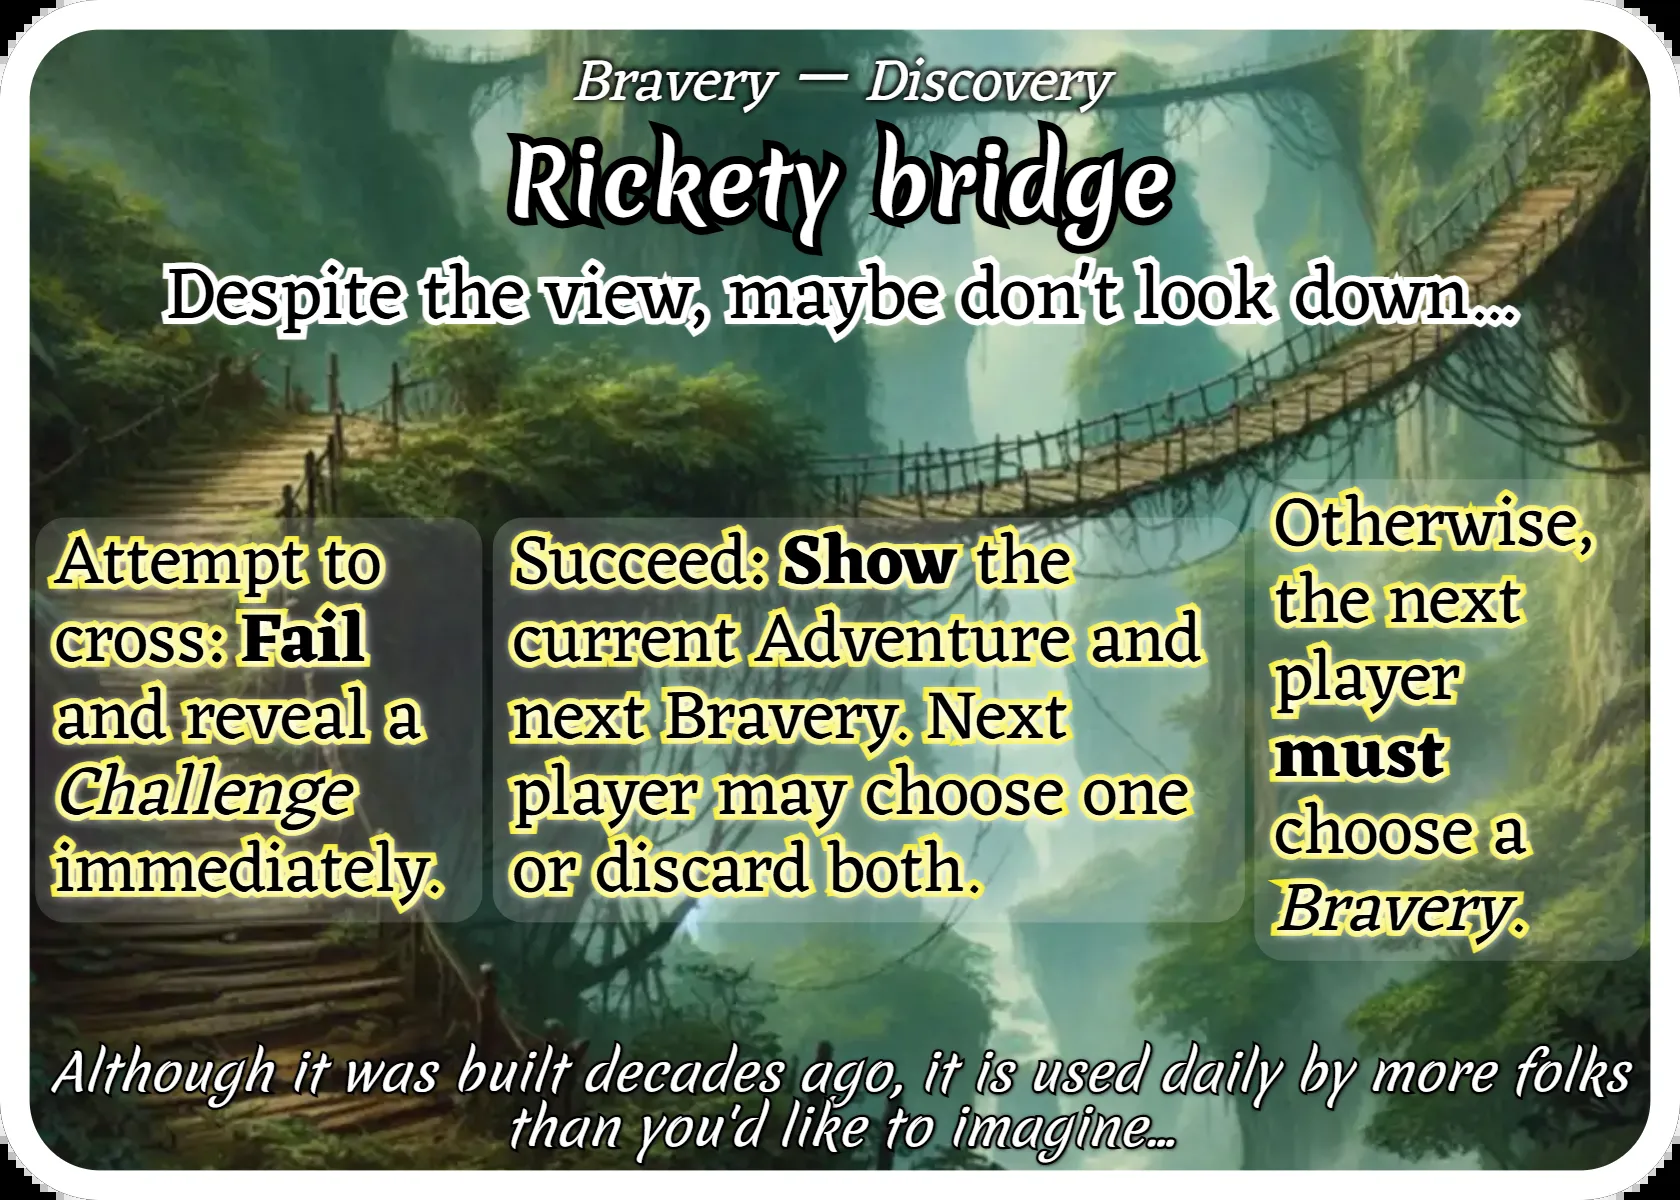 Bravery — Discovery
Rickety bridge
Despite the view, maybe don't look down...
Attempt to
cross: Fail
and reveal a
Challenge
immediately.
Succeed: Show the
current Adventure and
next Bravery. Next
player may choose one
or discard both.
Otherwise,
the next
player
must
choose a
Bravery.
Although it was built decades ago, it is used daily by more folks
than you'd like to imagine...